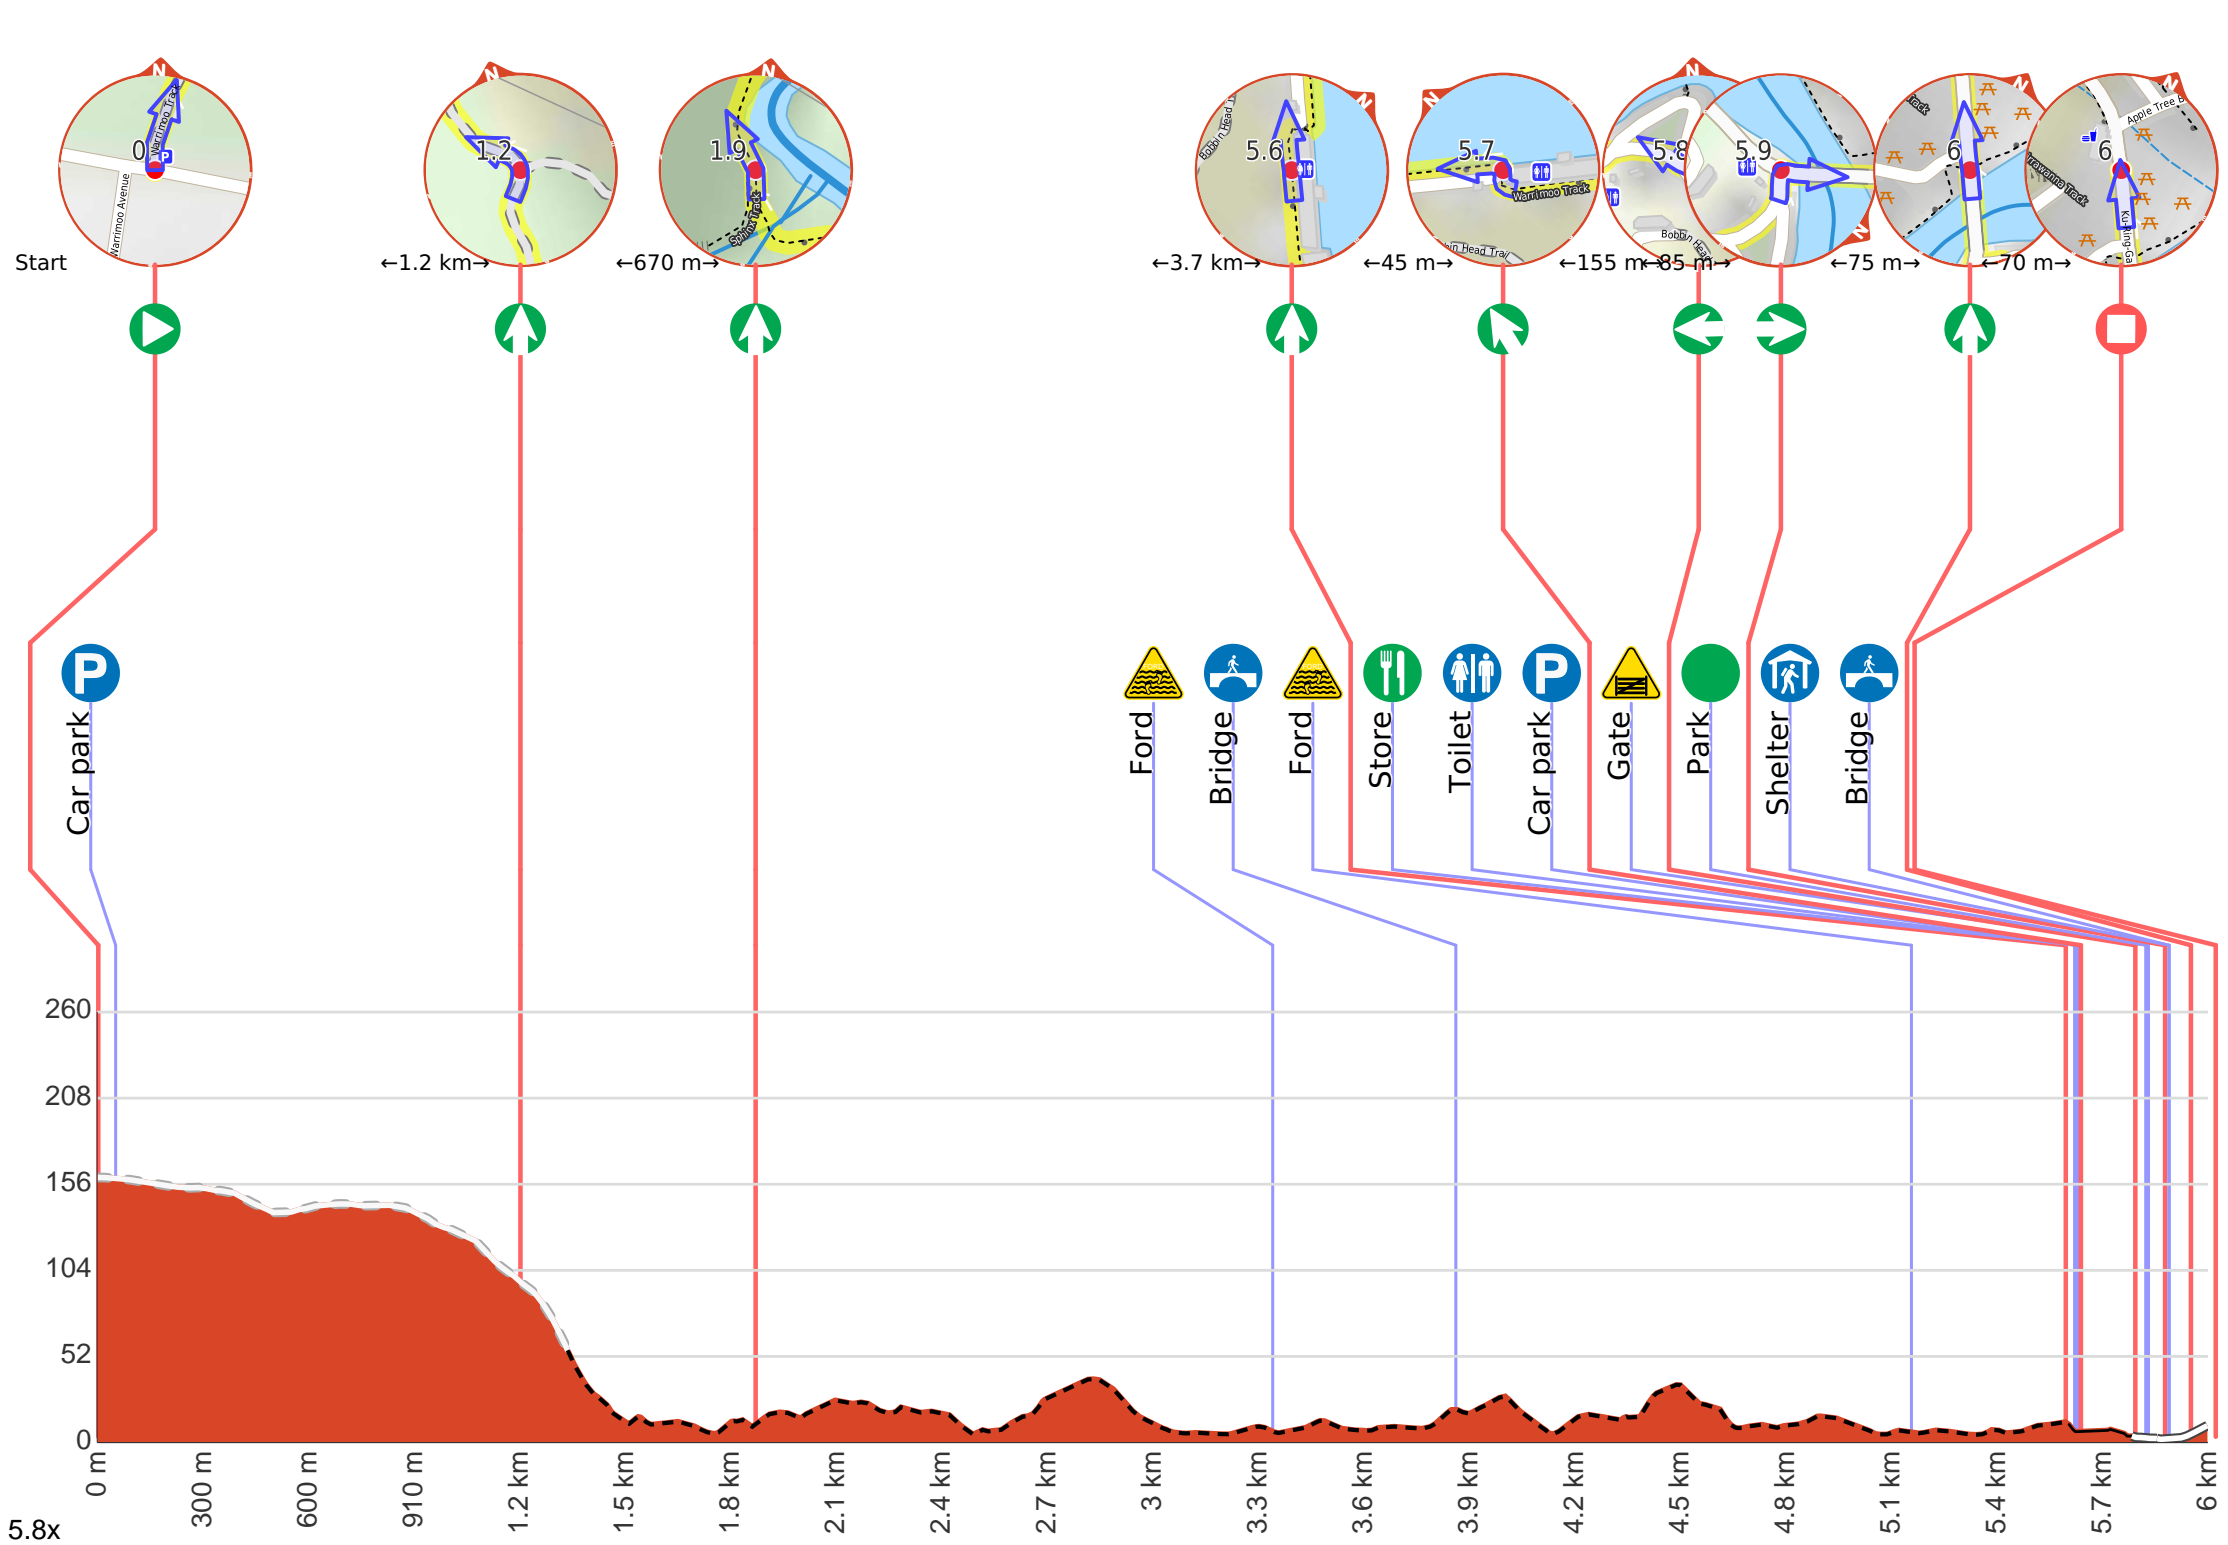 N
N
N
N
N
N
N
N
N
0
Warrimoo Track
P
Warrimoo Avenue
1.2
1.9
Sphinx Track
5.6
Bobbin Head
5.7
Warrimoo Track
5.8
Bobbin Head
5.9
6
6
Apple Tree B
Start
←1.2 km→
←670 m→
←3.7 km→
←45 m→
←155 m→
←85 m→
←75 m→
←70 m→
P
P
Car park
Ford
Bridge
Ford
Store
Toilet
Car park
Gate
Park
Shelter
Bridge
260
208
156
104
52
0
0 m
300 m
600 m
910 m
1.2 km
1.5 km
1.8 km
2.1 km
2.4 km
2.7 km
3 km
3.3 km
3.6 km
3.9 km
4.2 km
4.5 km
4.8 km
5.1 km
5.4 km
5.7 km
6 km
5.8x